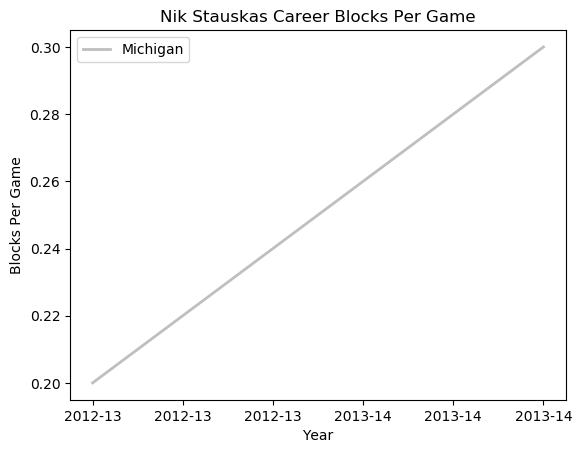 Nik Stauskas Career Blocks Per Game
Michigan
0.30
0.28
0.26
0.24
0.22
0.20
Blocks Per Game
2012-13 2012-13 2012-13 2013-14 2013-14 2013-14
Year